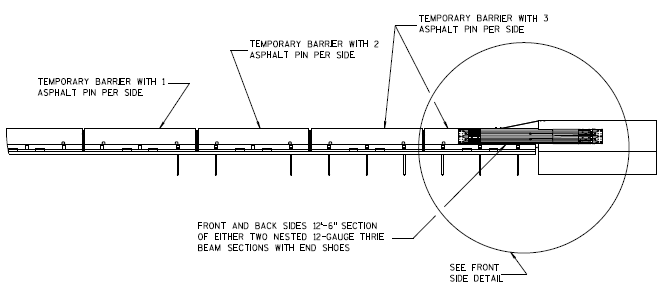 TEMPORARY BARRIER WITH 3
ASPHALT PIN PER SIDE
TEMPORARY BARRIER WITH 2
ASPHALT PIN PER SIDE
TEMPORARY BARRIER WITH 1
ASPHALT PIN PER SIDE
FRONT AND BACK SIDES 12'-6" SECTION
OF EITHER TWO NESTED 12-GAUGE THRIE
BEAM SECTIONS WITH END SHOES
SEE FRONT
SIDE DETAIL